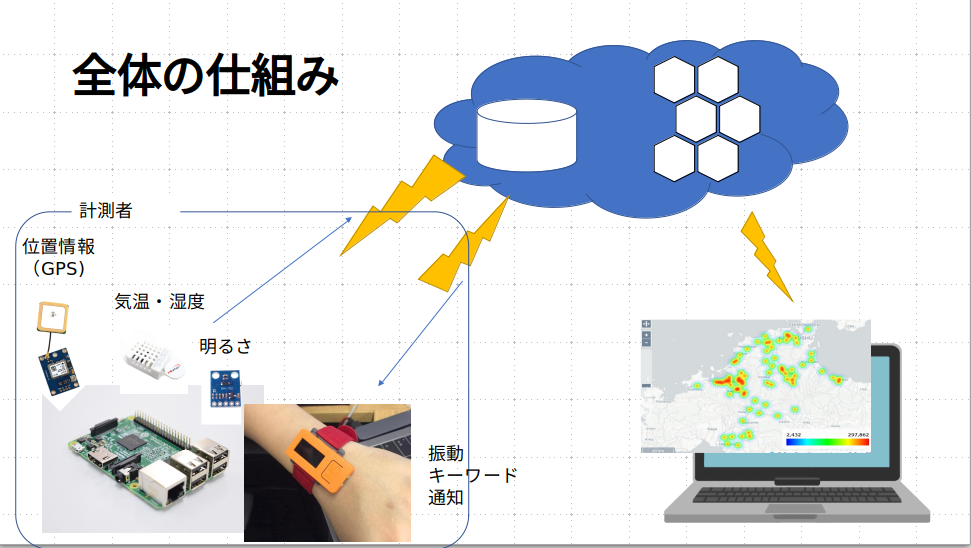 全体の仕組み
計測者
位置情報
（GPS）
気温・湿度
明るさ
振動
キーワード
通知
2,432
297,862